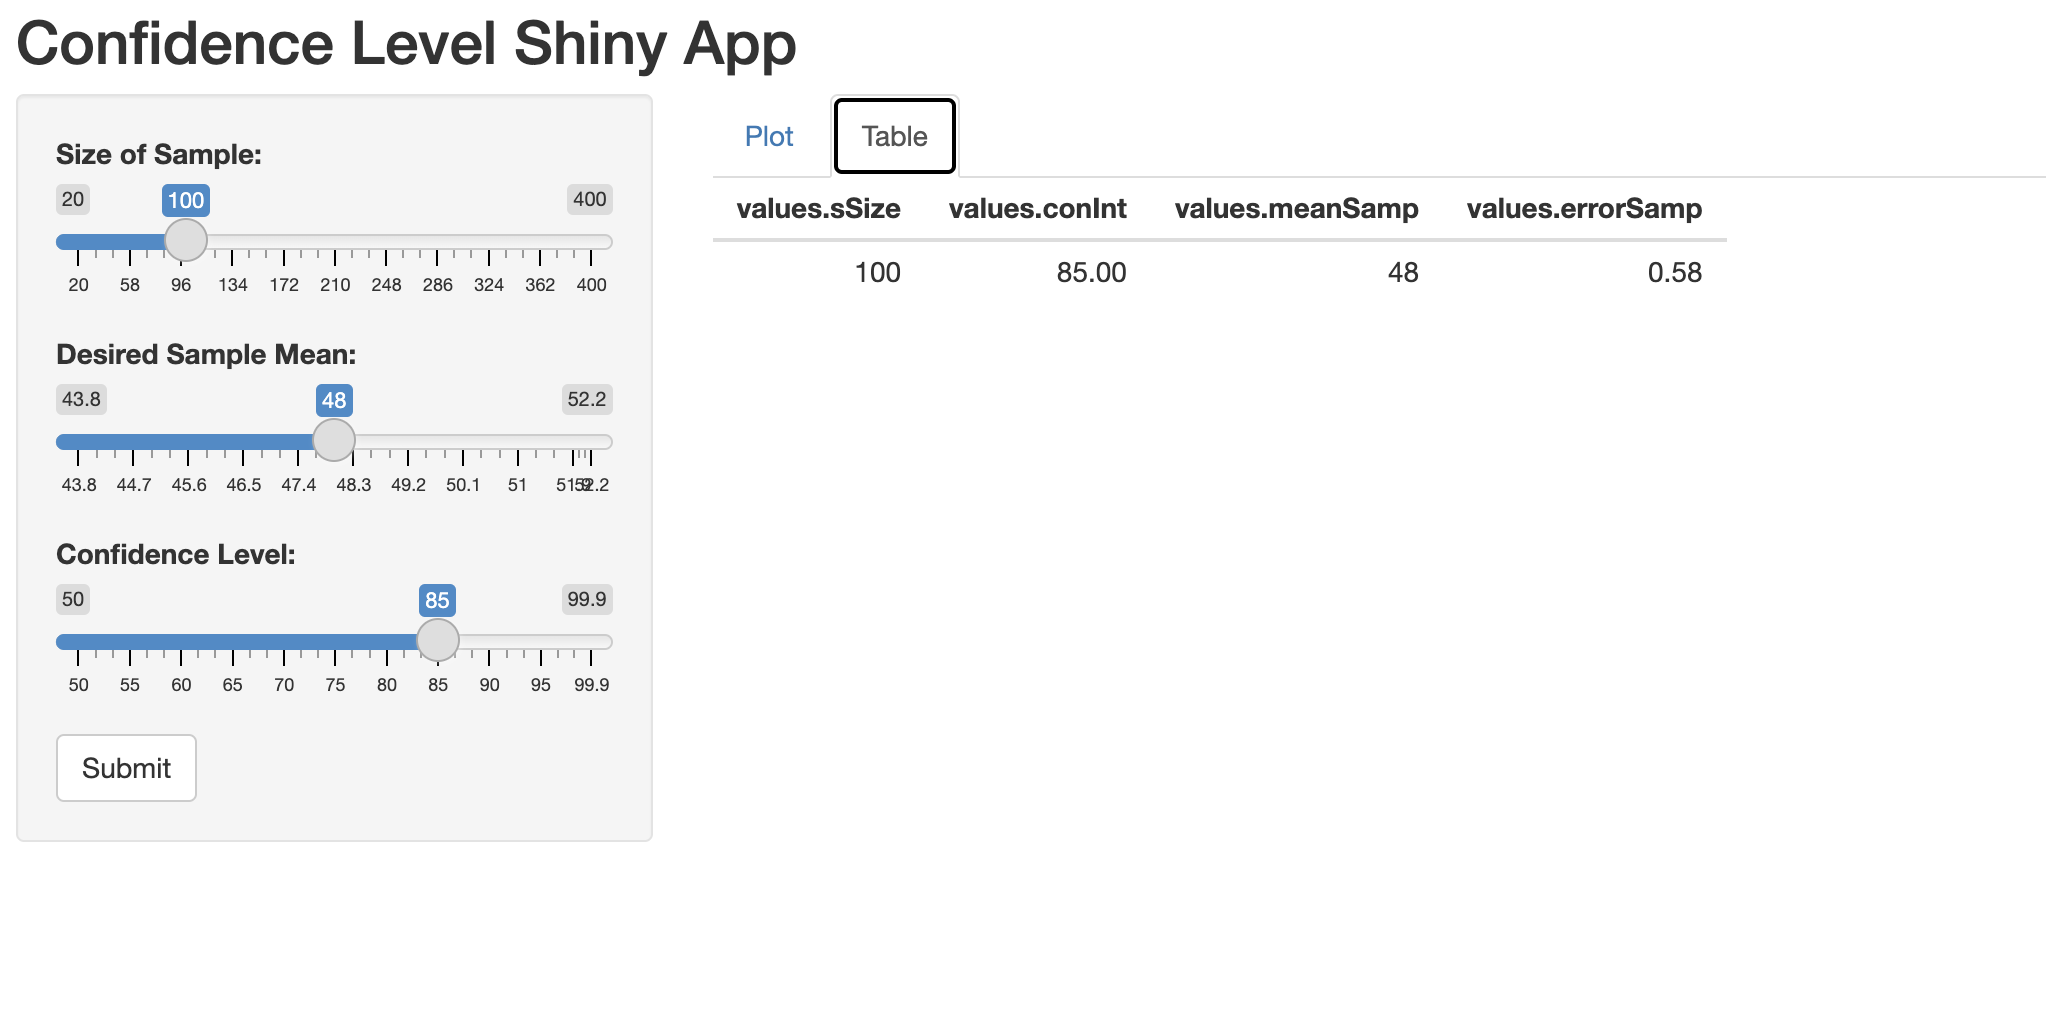 Confidence Level Shiny App
Size of Sample:
20 100 400
20 58 96 134 172 210 248 286 324 362 400
Desired Sample Mean:
43.8 48 52.2
43.8 44.7 45.6 46.5 47.4 48.3 49.2 50.1 51 51.9 52.2
Confidence Level:
50 85 99.9
50 55 60 65 70 75 80 85 90 95 99.9
Submit
Plot Table
values.sSize values.conInt values.meanSamp values.errorSamp
100 85.00 48 0.58